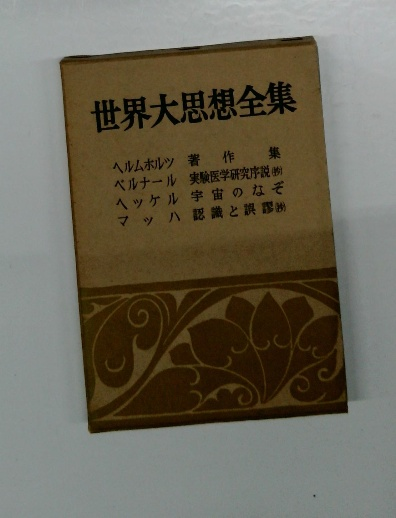 世界大思想全集
ヘルムホルツ 著作集
ベルナール 実験医学研究序説㈵
ヘッケル 宇宙のなぞ
マッハ 認識と誤謬